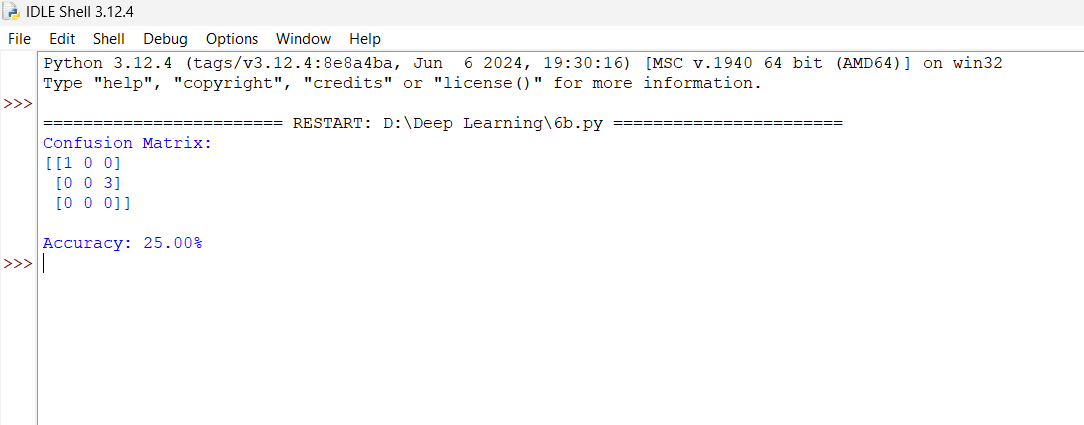 IDLE Shell 3.12.4
File Edit Shell Debug Options Window Help
Python 3.12.4 (tags/v3.12.4:8e8a4ba, Jun  6 2024, 19:30:16) [MSC v.1940 64 bit (AMD64)] on win32
Type "help", "copyright", "credits" or "license()" for more information.
>>>
======================== RESTART: D:\Deep Learning\6b.py =======================
Confusion Matrix:
[[1 0 0]
 [0 0 3]
 [0 0 0]]
Accuracy: 25.00%
>>>